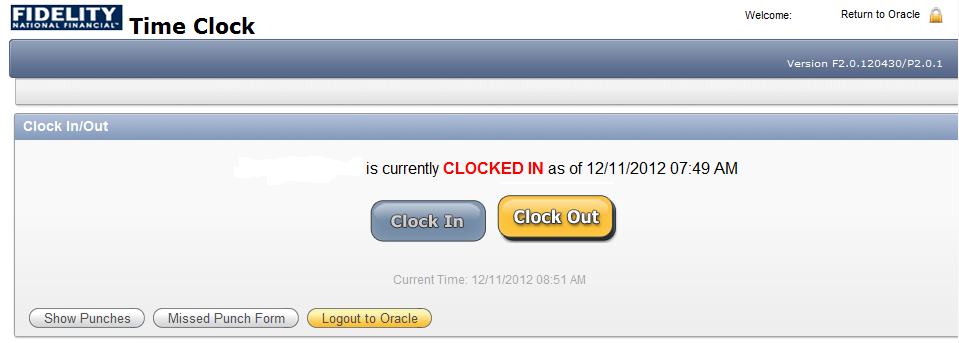 FIDELITY
NATIONAL FINANCIAL™
Time Clock
Welcome:
Return to Oracle
Version F2.0.120430/P2.0.1
Clock In/Out
is currently CLOCKED IN as of 12/11/2012 07:49 AM
Clock In
Clock Out
Current Time: 12/11/2012 08:51 AM
Show Punches
Missed Punch Form
Logout to Oracle